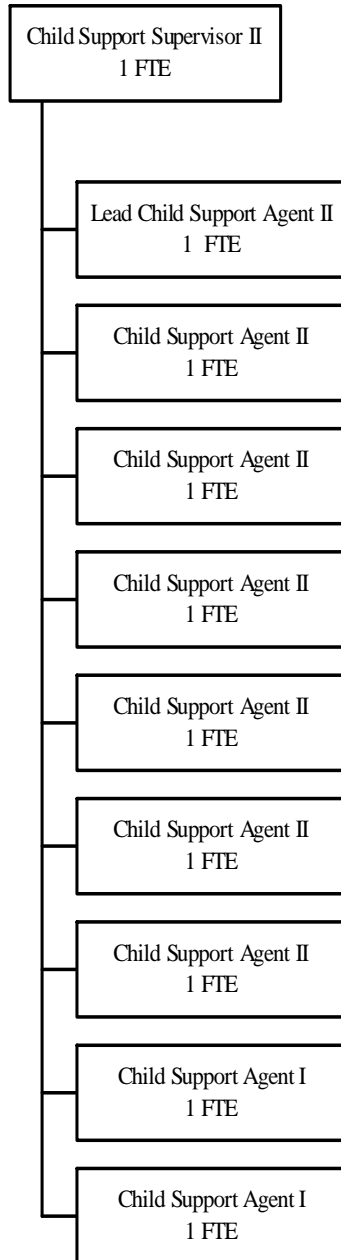 Child Support Supervisor II
1 FTE
Lead Child Support Agent II
1 FTE
Child Support Agent II
1 FTE
Child Support Agent II
1 FTE
Child Support Agent II
1 FTE
Child Support Agent II
1 FTE
Child Support Agent II
1 FTE
Child Support Agent II
1 FTE
Child Support Agent I
1 FTE
Child Support Agent I
1 FTE